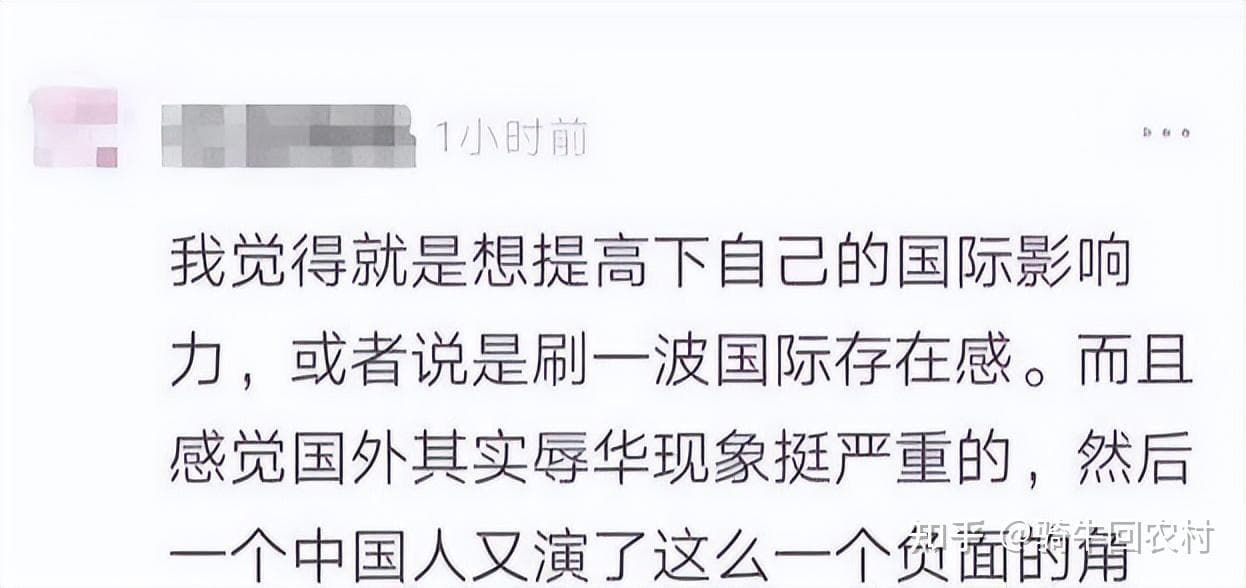 1小时前
我觉得就是想提高下自己的国际影响
力，或者说是刷一波国际存在感。而且
感觉国外其实辱华现象挺严重的，然后
一个中国人又演了这么一个负面的角
知乎 @骑牛回农村